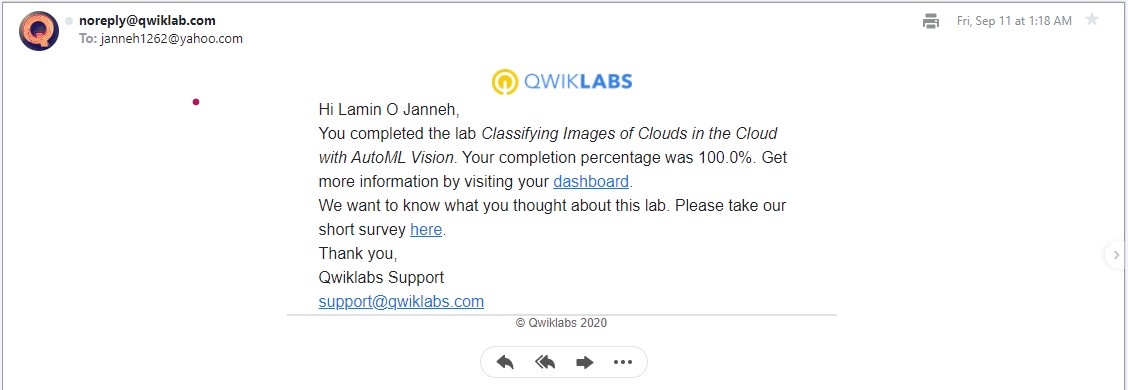 noreply@qwiklab.com
Fri, Sep 11 at 1:18 AM
To: janneh1262@yahoo.com
QWIKLABS
Hi Lamin O Janneh,
You completed the lab Classifying Images of Clouds in the Cloud
with AutoML Vision. Your completion percentage was 100.0%. Get
more information by visiting your dashboard.
We want to know what you thought about this lab. Please take our
short survey here.
Thank you,
Qwiklabs Support
support@qwiklabs.com
© Qwiklabs 2020